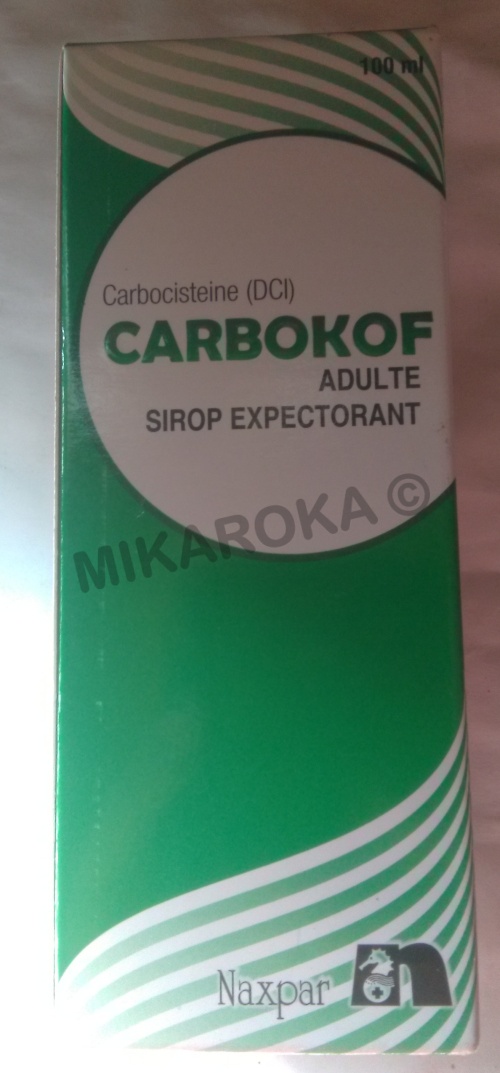 100 ml
Carbocisteine (DCI)
CARBOKOF
ADULTE
SIROP EXPECTORANT
MIKAROKA ©
Naxpar
n